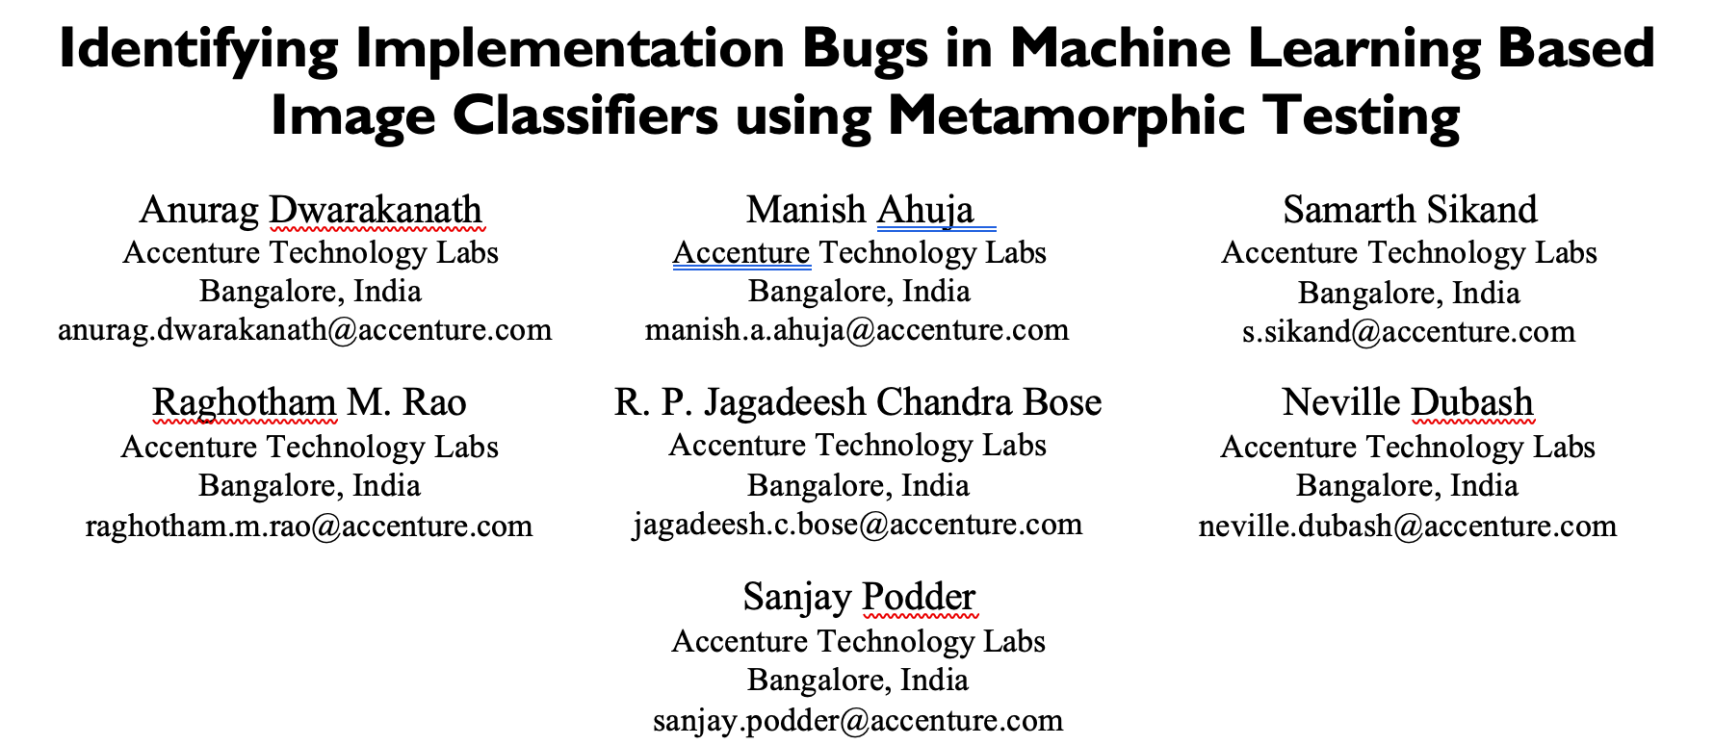 Identifying Implementation Bugs in Machine Learning Based
Image Classifiers using Metamorphic Testing
Anurag Dwarakanath
Accenture Technology Labs
Bangalore, India
anurag.dwarakanath@accenture.com
Manish Ahuja
Accenture Technology Labs
Bangalore, India
manish.a.ahuja@accenture.com
Samarth Sikand
Accenture Technology Labs
Bangalore, India
s.sikand@accenture.com
Raghotham M. Rao
Accenture Technology Labs
Bangalore, India
raghotham.m.rao@accenture.com
R. P. Jagadeesh Chandra Bose
Accenture Technology Labs
Bangalore, India
jagadeesh.c.bose@accenture.com
Neville Dubash
Accenture Technology Labs
Bangalore, India
neville.dubash@accenture.com
Sanjay Podder
Accenture Technology Labs
Bangalore, India
sanjay.podder@accenture.com